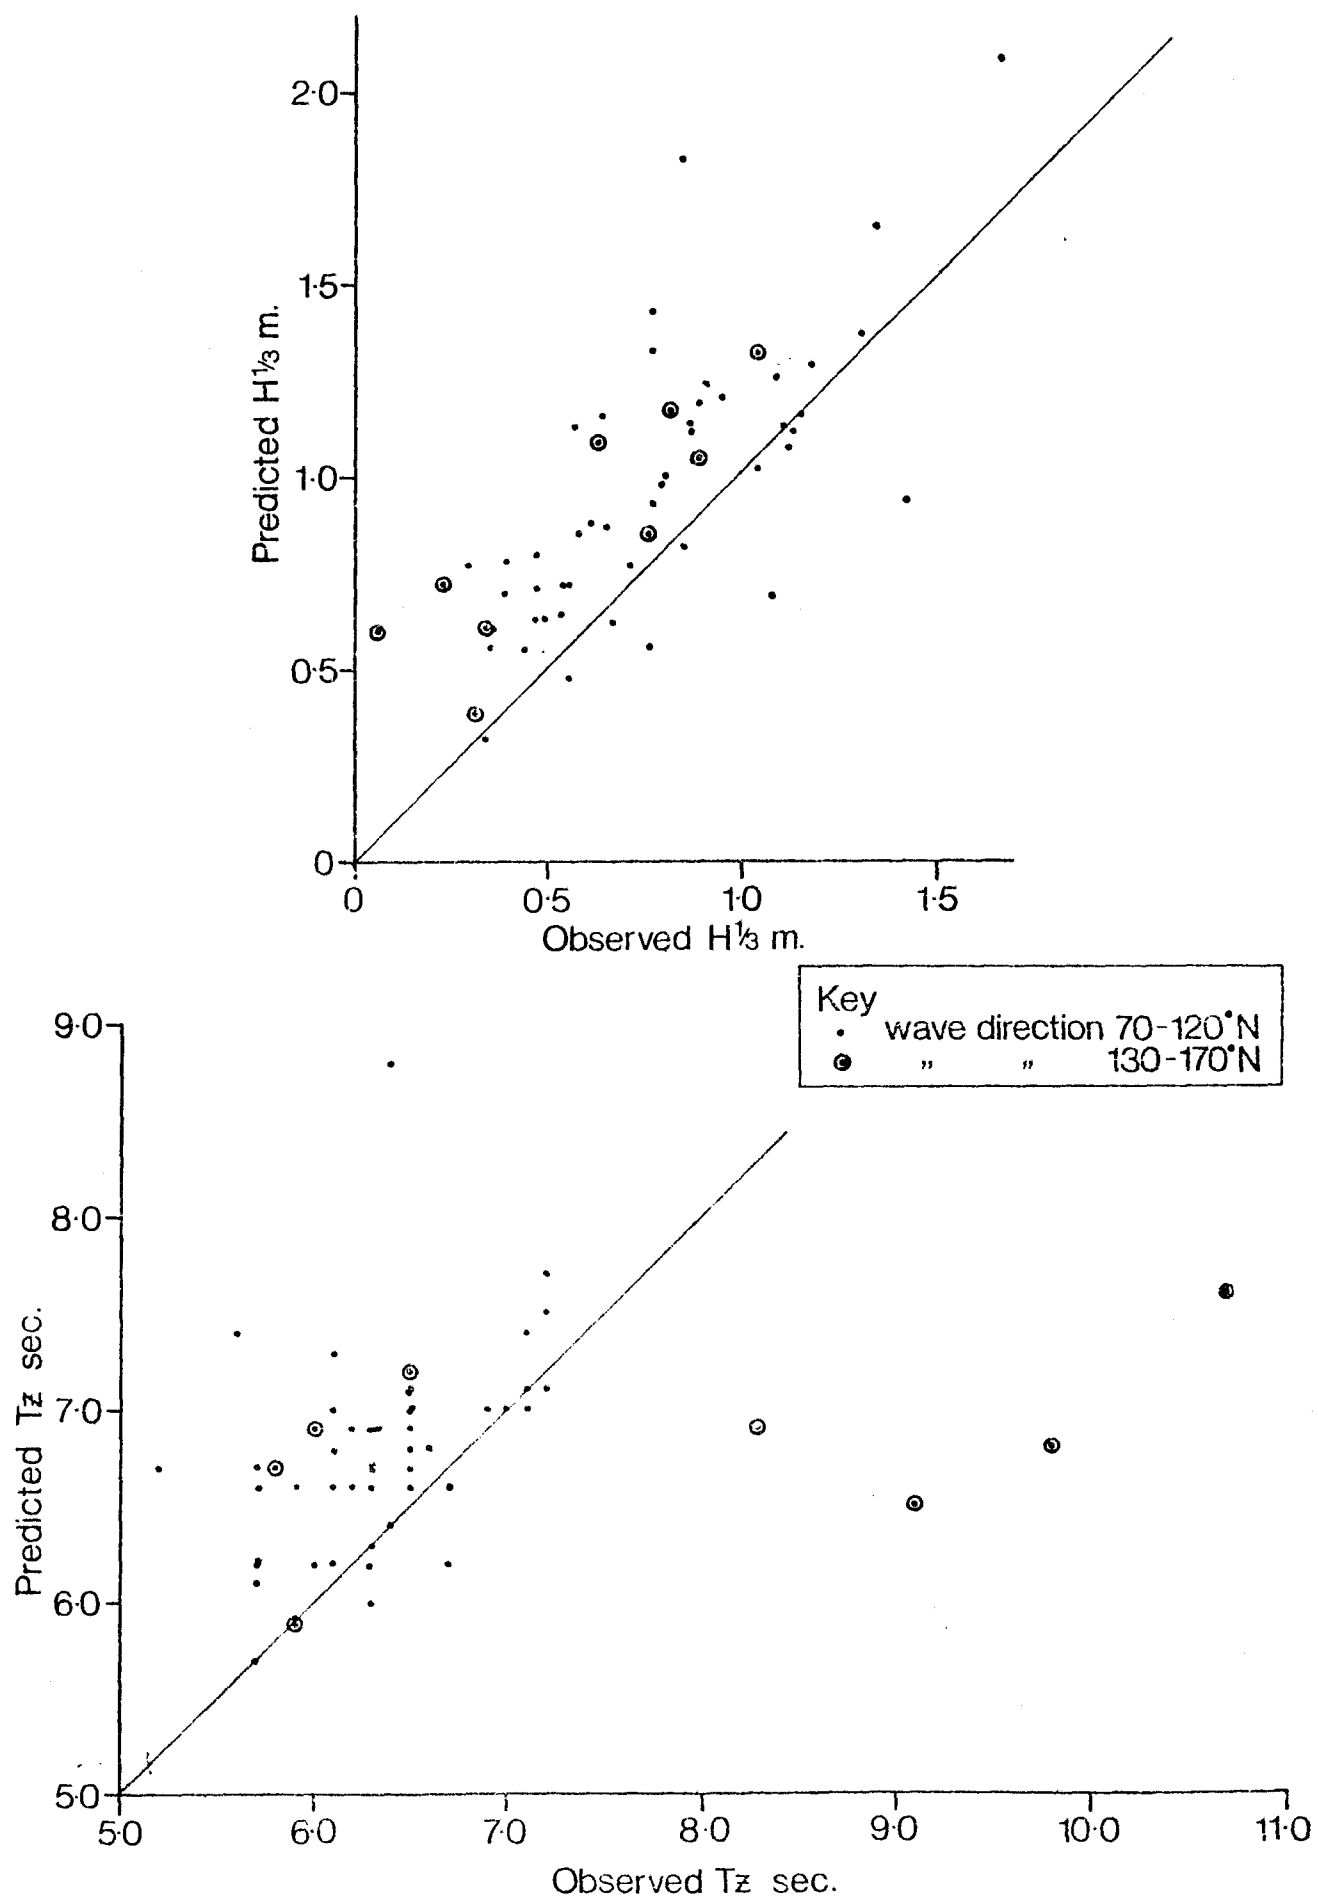 2·0
1·5
1·0
0·5
0
Predicted H⅓ m.
0 0·5 1·0 1·5
Observed H⅓ m.
Key
wave direction 70-120°N
„ „ 130-170°N
9·0
8·0
7·0
6·0
5·0
Predicted Tz sec.
5·0 6·0 7·0 8·0 9·0 10·0 11·0
Observed Tz sec.